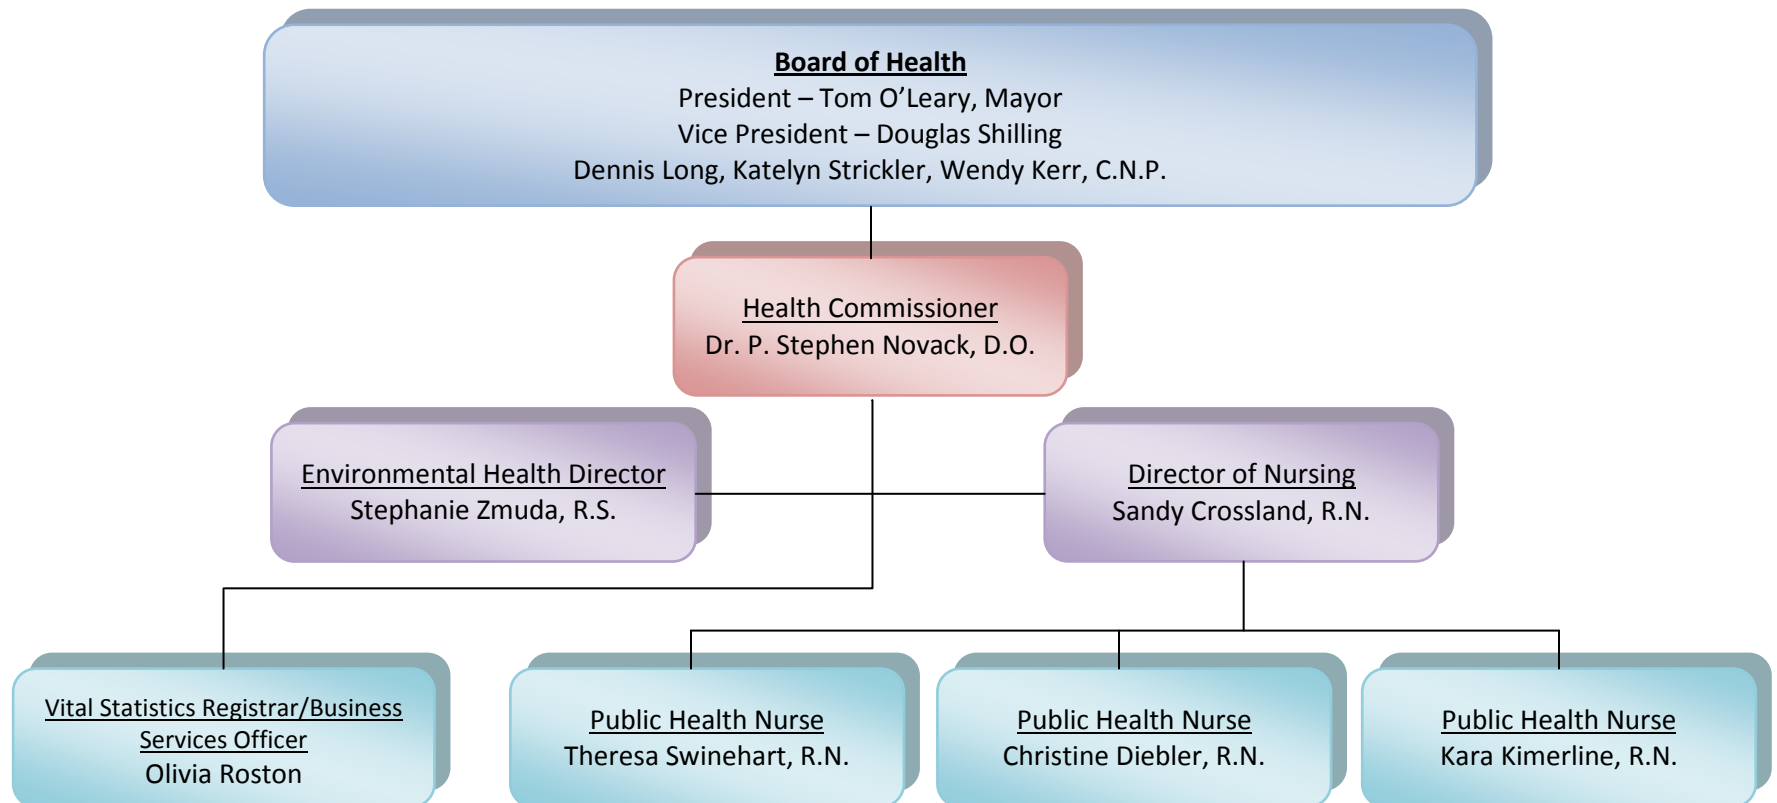 Board of Health
President – Tom O’Leary, Mayor
Vice President – Douglas Shilling
Dennis Long, Katelyn Strickler, Wendy Kerr, C.N.P.
Health Commissioner
Dr. P. Stephen Novack, D.O.
Environmental Health Director
Stephanie Zmuda, R.S.
Director of Nursing
Sandy Crossland, R.N.
Vital Statistics Registrar/Business
Services Officer
Olivia Roston
Public Health Nurse
Theresa Swinehart, R.N.
Public Health Nurse
Christine Diebler, R.N.
Public Health Nurse
Kara Kimerline, R.N.